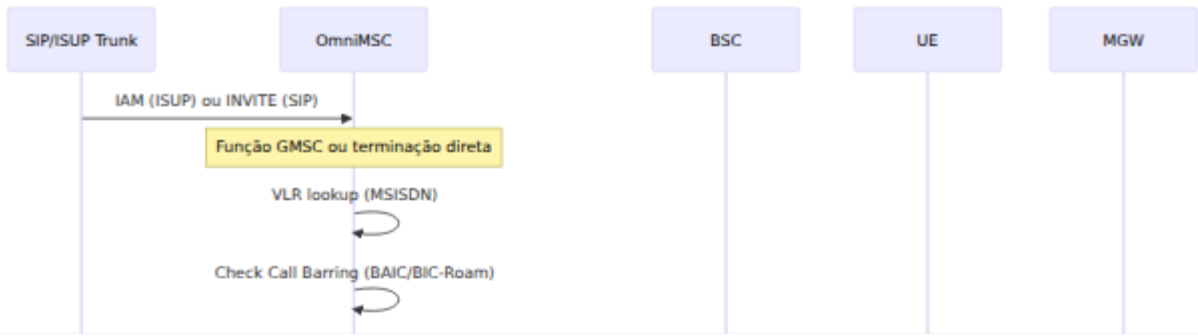 SIP/ISUP Trunk
OmniMSC
BSC
UE
MGW
IAM (ISUP) ou INVITE (SIP)
Função GMSC ou terminação direta
VLR lookup (MSISDN)
Check Call Barring (BAIC/BIC-Roam)